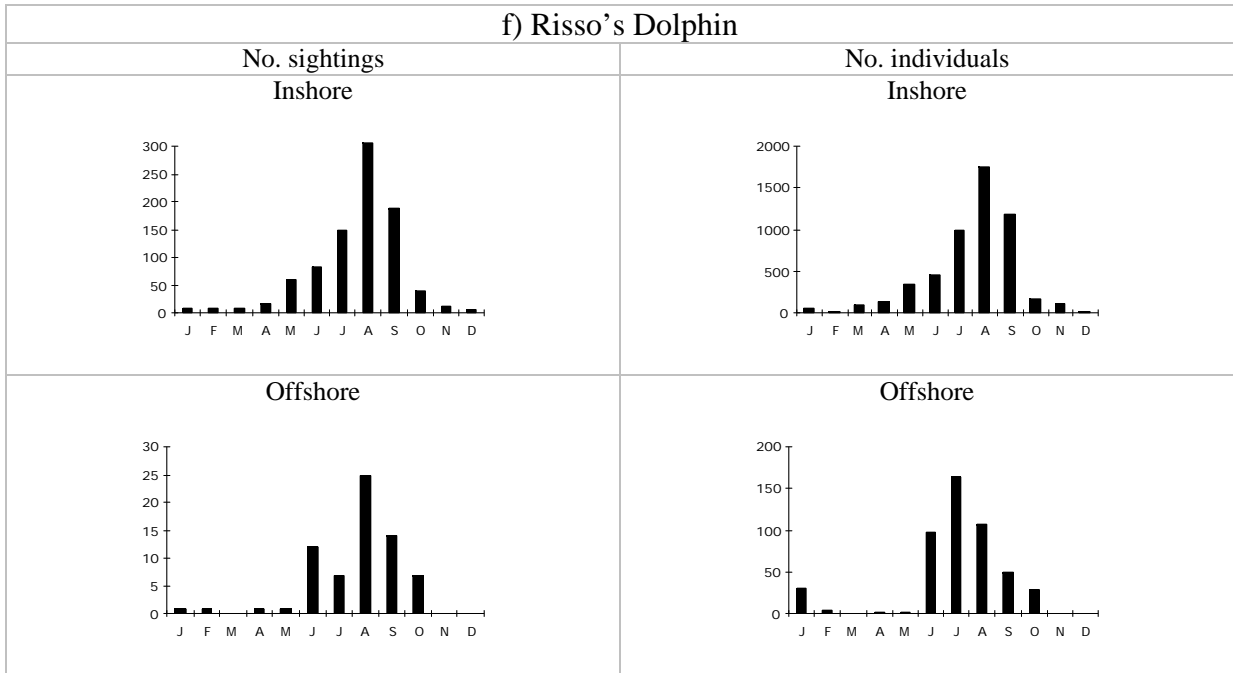 f) Risso’s Dolphin
No. sightings
No. individuals
Inshore
Inshore
300
250
200
150
100
50
0
J F M A M J J A S O N D
2000
1500
1000
500
0
J F M A M J J A S O N D
Offshore
Offshore
30
25
20
15
10
5
0
J F M A M J J A S O N D
200
150
100
50
0
J F M A M J J A S O N D